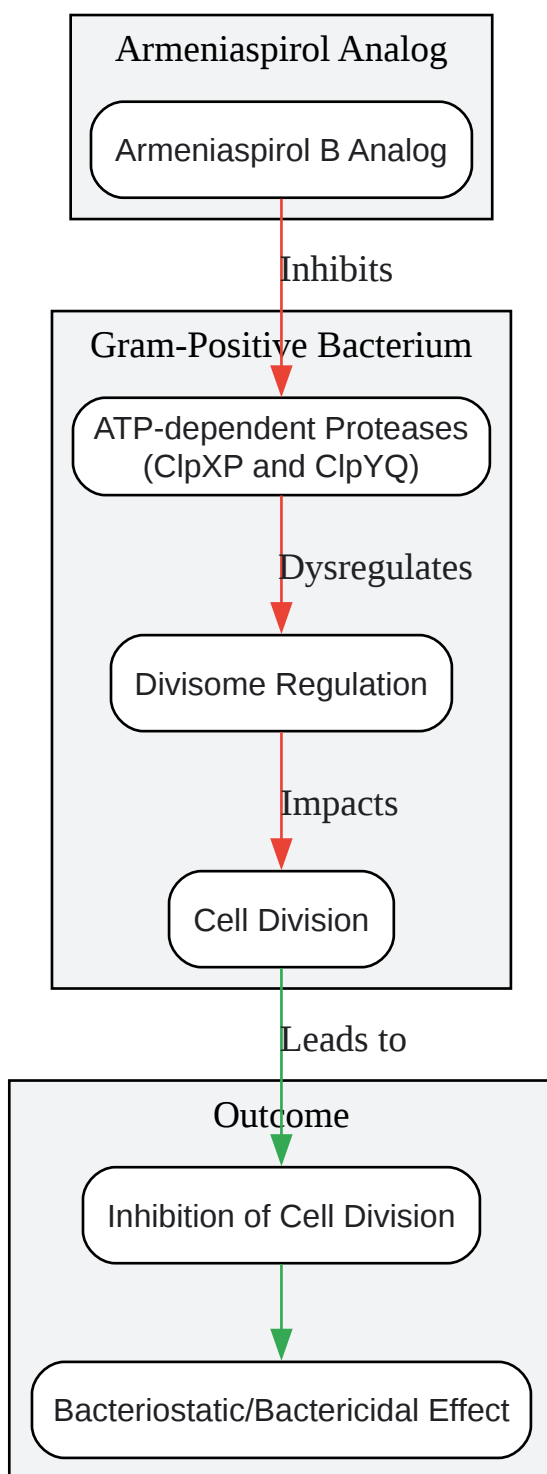 Armeniaspirol Analog
Armeniaspirol B Analog
Inhibits
Gram-Positive Bacterium
ATP-dependent Proteases
(ClpXP and ClpYQ)
Dysregulates
Divisome Regulation
Impacts
Cell Division
Leads to
Outcome
Inhibition of Cell Division
Bacteriostatic/Bactericidal Effect